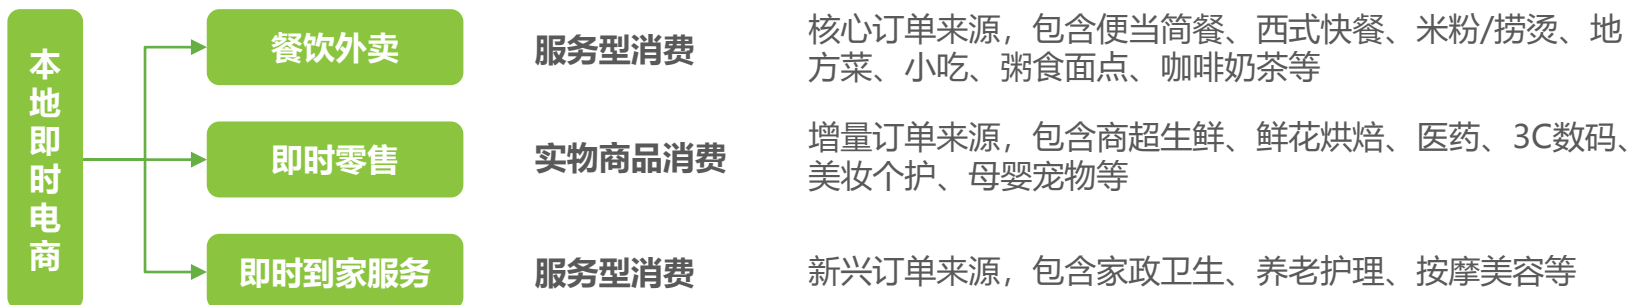 本地即时电商
餐饮外卖
服务型消费
核心订单来源，包含便当简餐、西式快餐、米粉/捞烫、地
方菜、小吃、粥食面点、咖啡奶茶等
即时零售
实物商品消费
增量订单来源，包含商超生鲜、鲜花烘焙、医药、3C数码、
美妆个护、母婴宠物等
即时到家服务
服务型消费
新兴订单来源，包含家政卫生、养老护理、按摩美容等